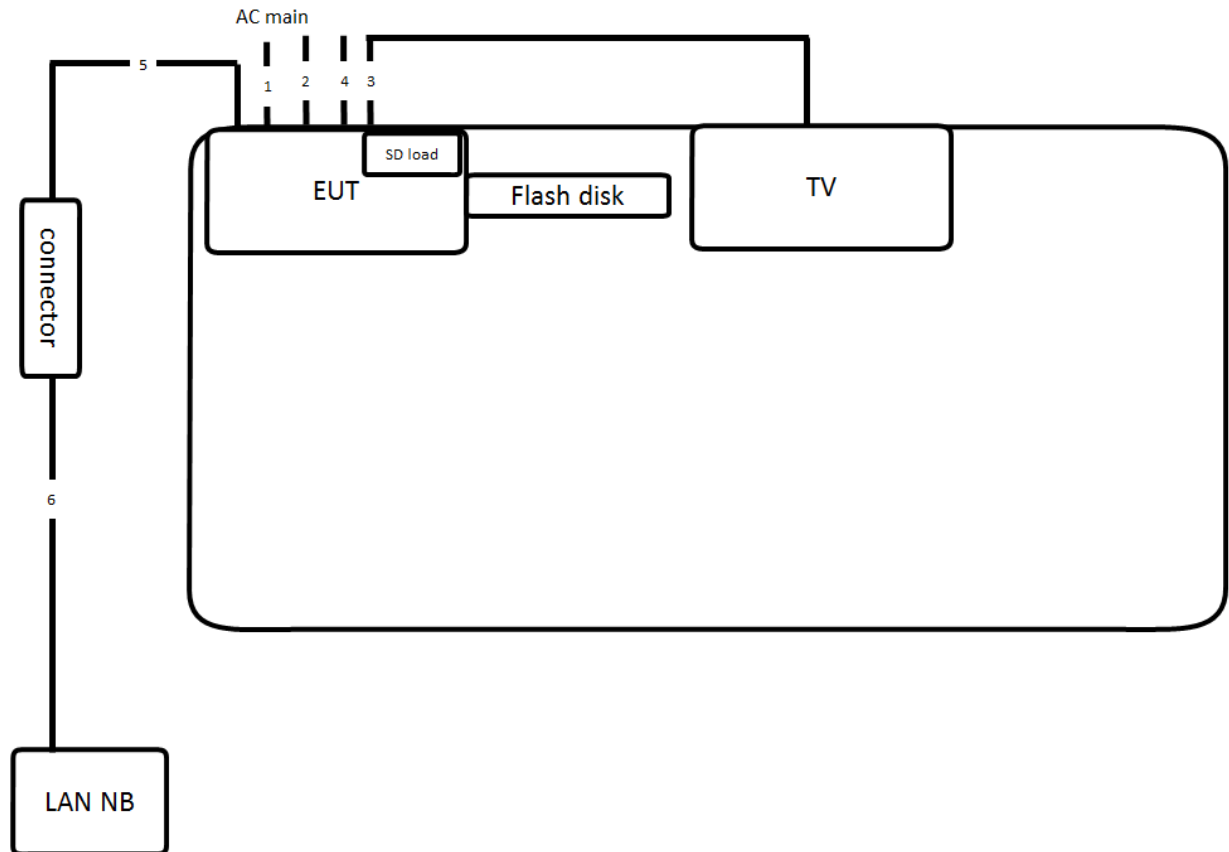 AC main
5
1
2
4
3
SD load
EUT
Flash disk
TV
connector
6
LAN NB